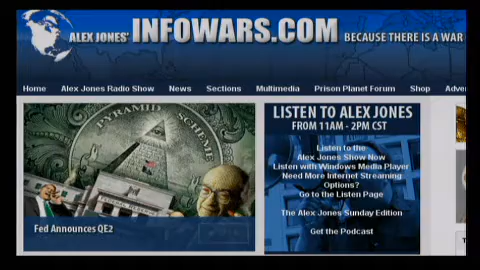 ALEX JONES' INFOWARS.COM BECAUSE THERE IS A WAR
Home Alex Jones Radio Show News Sections Multimedia Prison Planet Forum Shop
PYRAMID SCHEME
FEDERAL RESERVE
Fed Announces QE2
LISTEN TO ALEX JONES
FROM 11AM - 2PM CST
Listen to the
Alex Jones Show Now
Listen with Windows Media Player
Need More Internet Streaming
Options?
Go to the Listen Page
The Alex Jones Sunday Edition
Get the Podcast